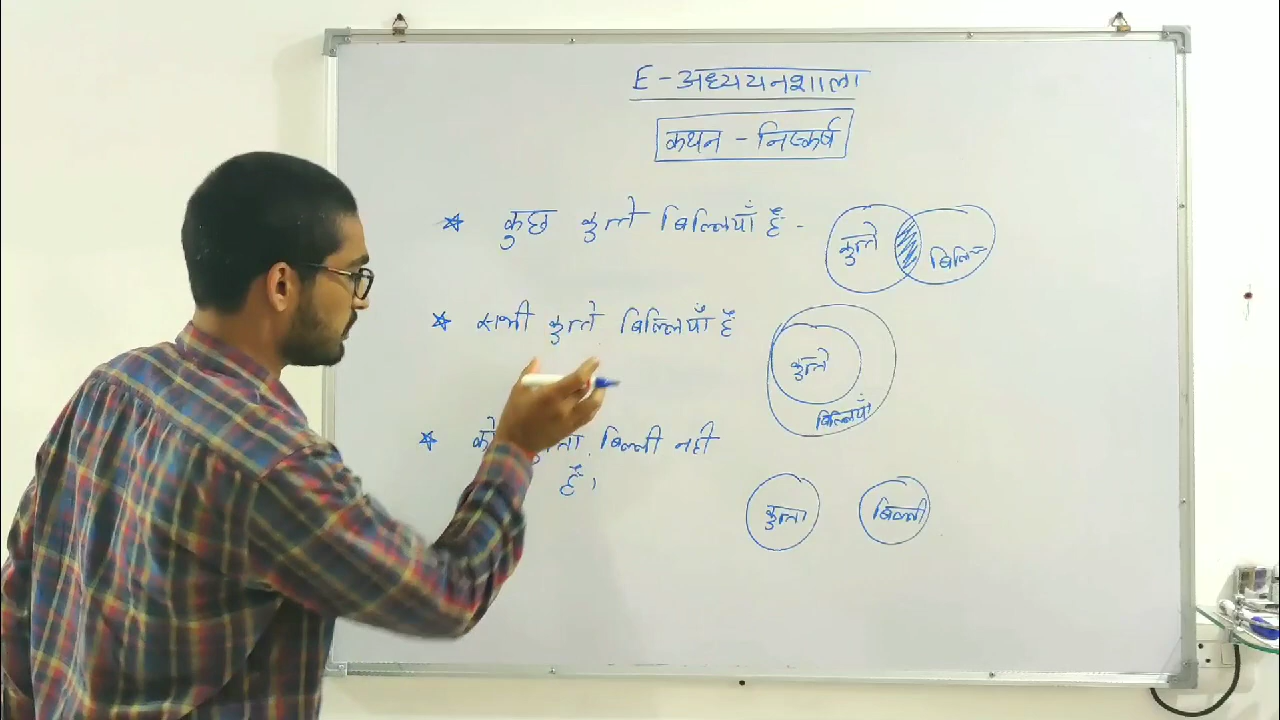 E-अध्ययनशाला
कथन - निष्कर्ष
* कुछ कुत्ते बिल्लियाँ हैं -
कुत्ते
* सभी कुत्ते बिल्लियाँ हैं
कुत्ते
बिल्लियाँ
* बिल्ली नही
हैं।
कुत्ता बिल्ली